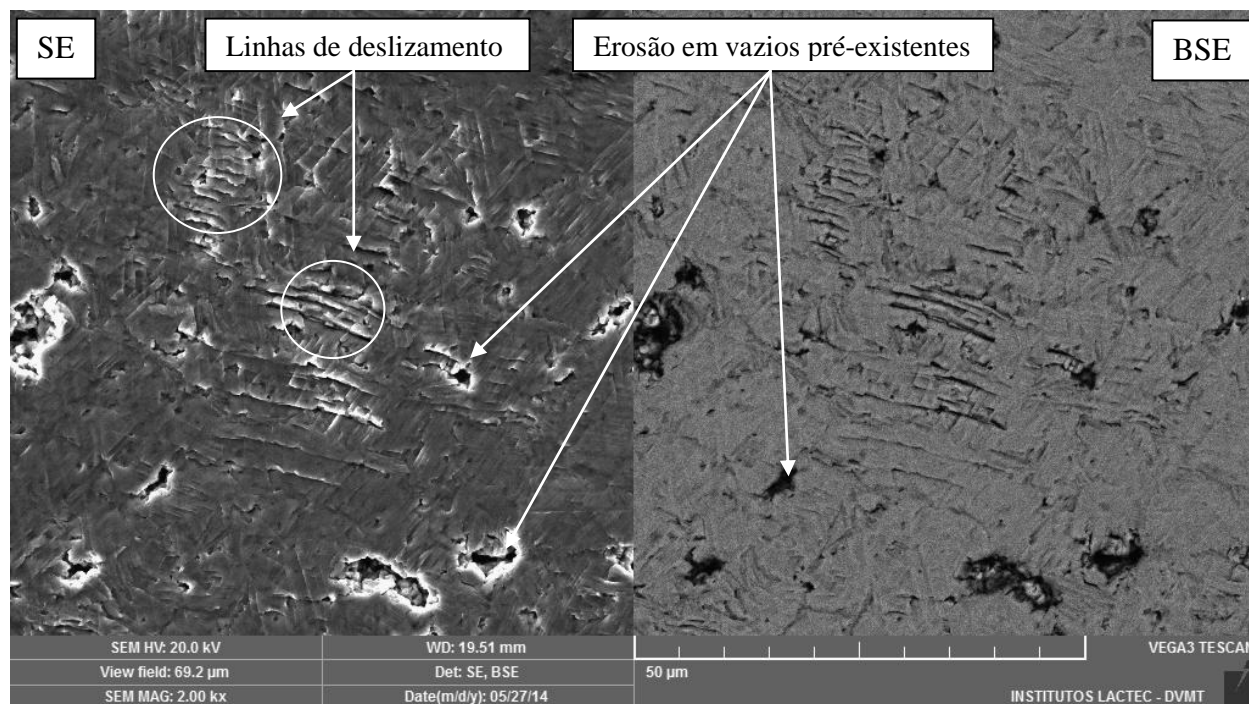 SE
Linhas de deslizamento
Erosão em vazios pré-existentes
BSE
SEM HV: 20.0 kV
WD: 19.51 mm
VEGA3 TESCAN
View field: 69.2 µm
Det: SE, BSE
50 µm
SEM MAG: 2.00 kx
Date(m/d/y): 05/27/14
INSTITUTOS LACTEC - DVMT